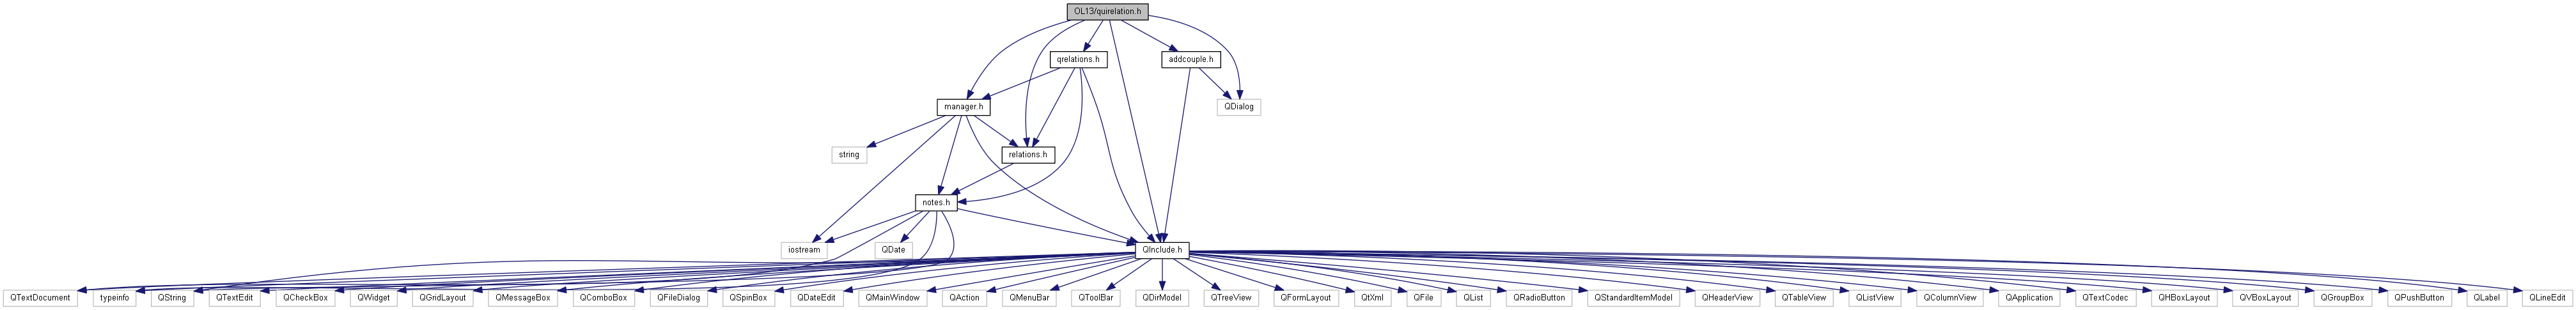 OL13/quirelation.h
qrelations.h
addcouple.h
manager.h
QDialog
string
relations.h
notes.h
iostream
QDate
QInclude.h
QTextDocument
typeinfo
QString
QTextEdit
QCheckBox
QWidget
QGridLayout
QMessageBox
QComboBox
QFileDialog
QSpinBox
QDateEdit
QMainWindow
QAction
QMenuBar
QToolBar
QDirModel
QTreeView
QFormLayout
QtXml
QFile
QList
QRadioButton
QStandardItemModel
QHeaderView
QTableView
QListView
QColumnView
QApplication
QTextCodec
QHBoxLayout
QVBoxLayout
QGroupBox
QPushButton
QLabel
QLineEdit